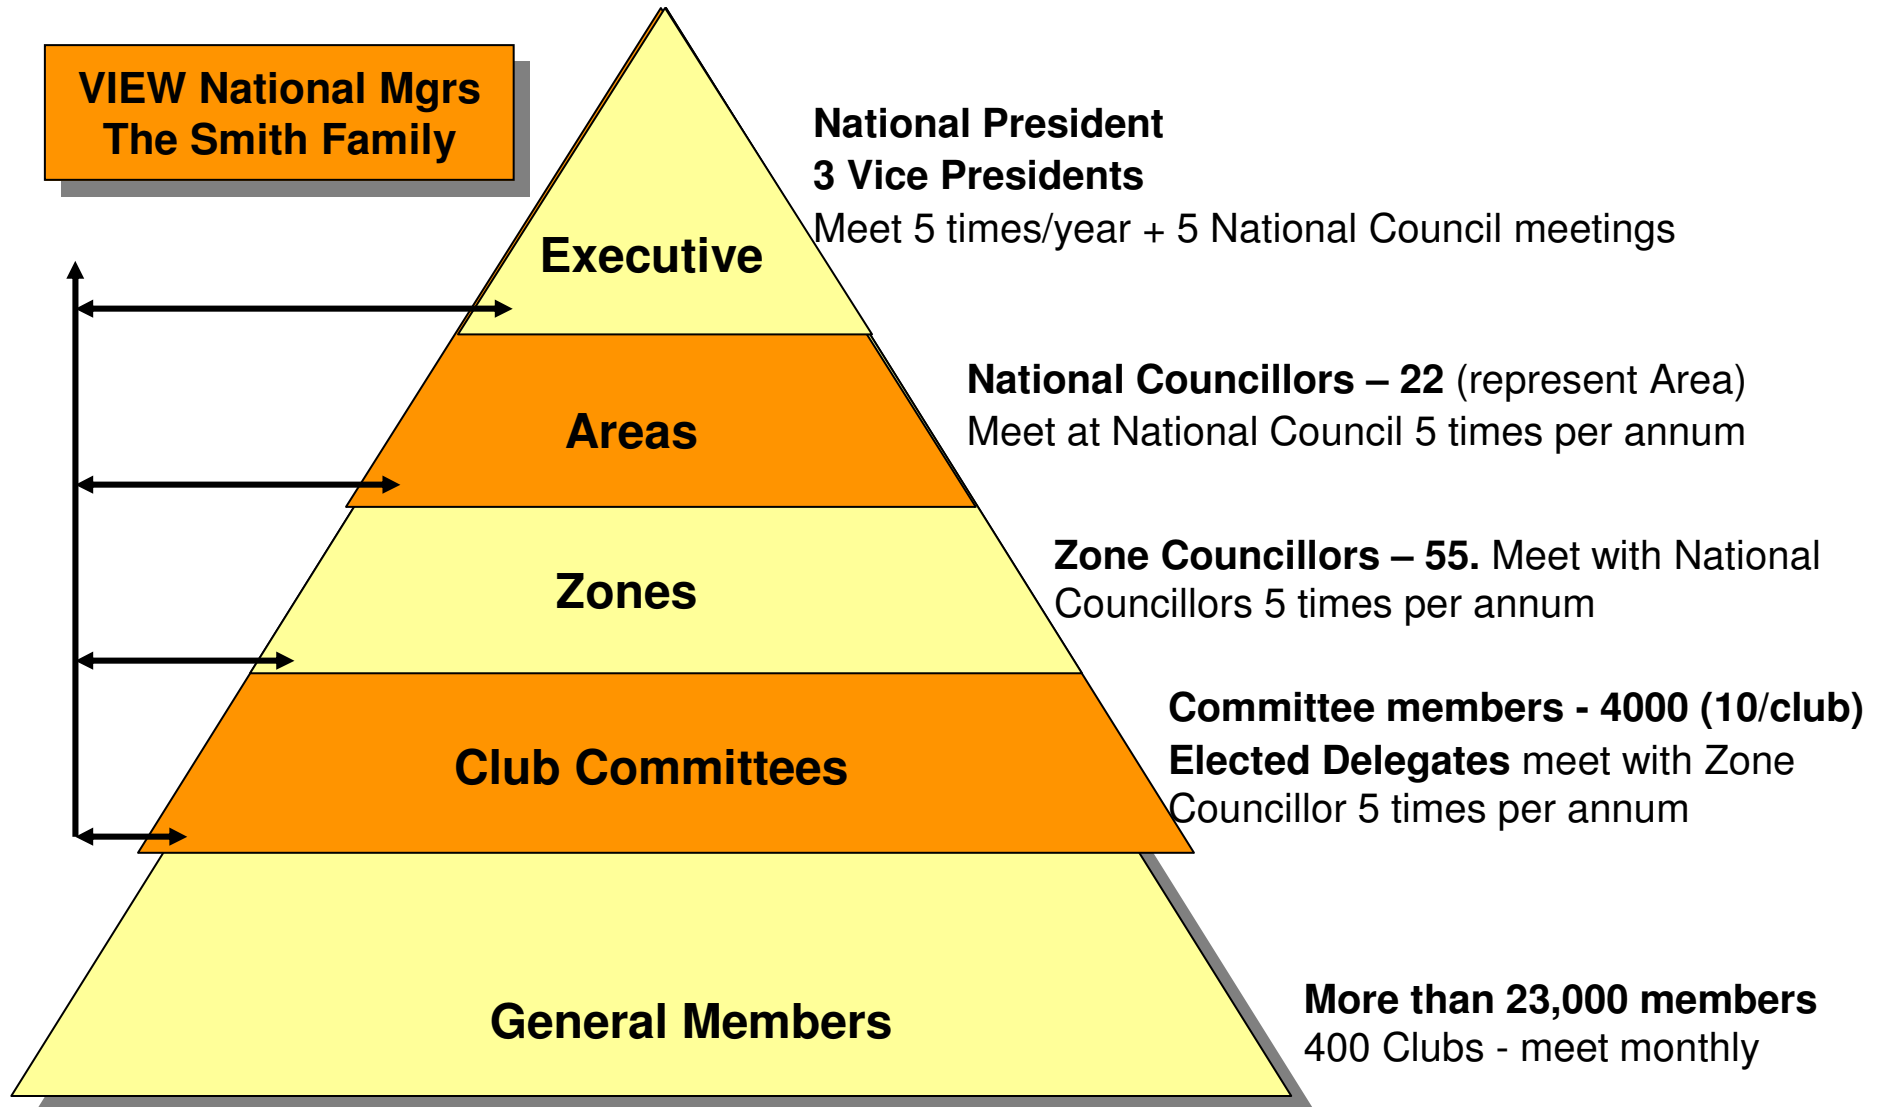 VIEW National Mgrs
The Smith Family
National President
3 Vice Presidents
Meet 5 times/year + 5 National Council meetings
Executive
National Councillors – 22 (represent Area)
Meet at National Council 5 times per annum
Areas
Zone Councillors – 55. Meet with National
Councillors 5 times per annum
Zones
Committee members - 4000 (10/club)
Elected Delegates meet with Zone
Councillor 5 times per annum
Club Committees
More than 23,000 members
400 Clubs - meet monthly
General Members